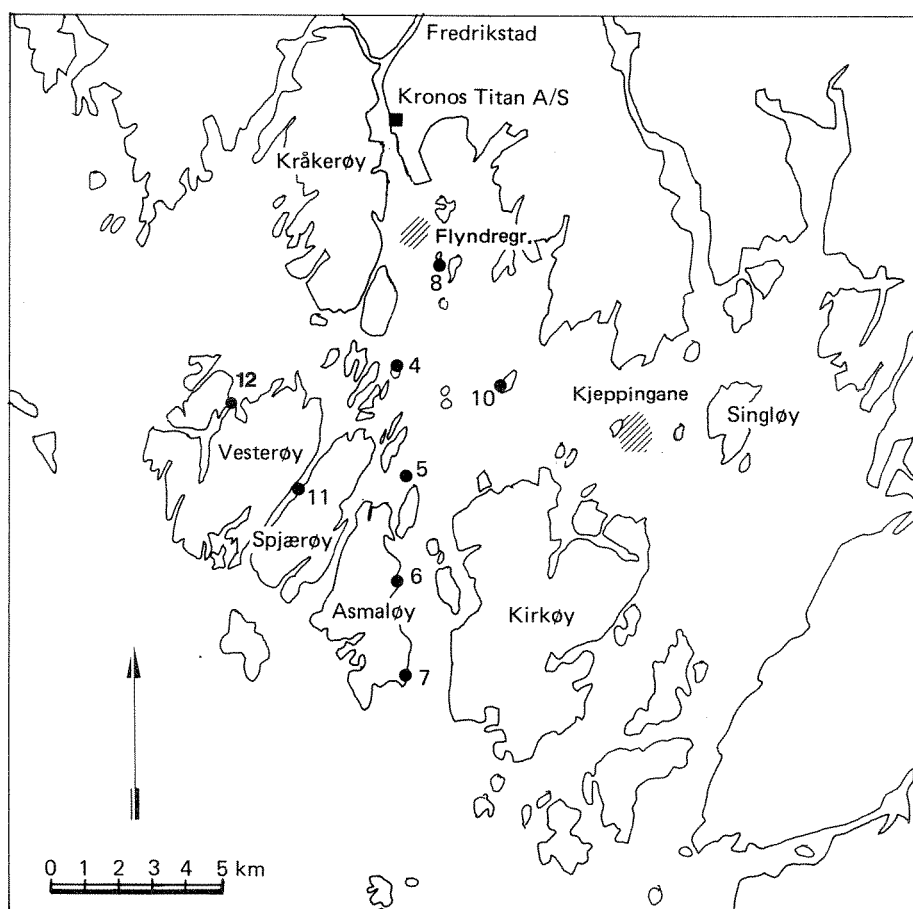 Fredrikstad
Kronos Titan A/S
Kråkerøy
Flyndregr.
8
4
12
10
Kjeppingane
Singløy
Vesterøy
5
11
Spjærøy
6
Asmaløy
Kirkøy
7
0 1 2 3 4 5 km